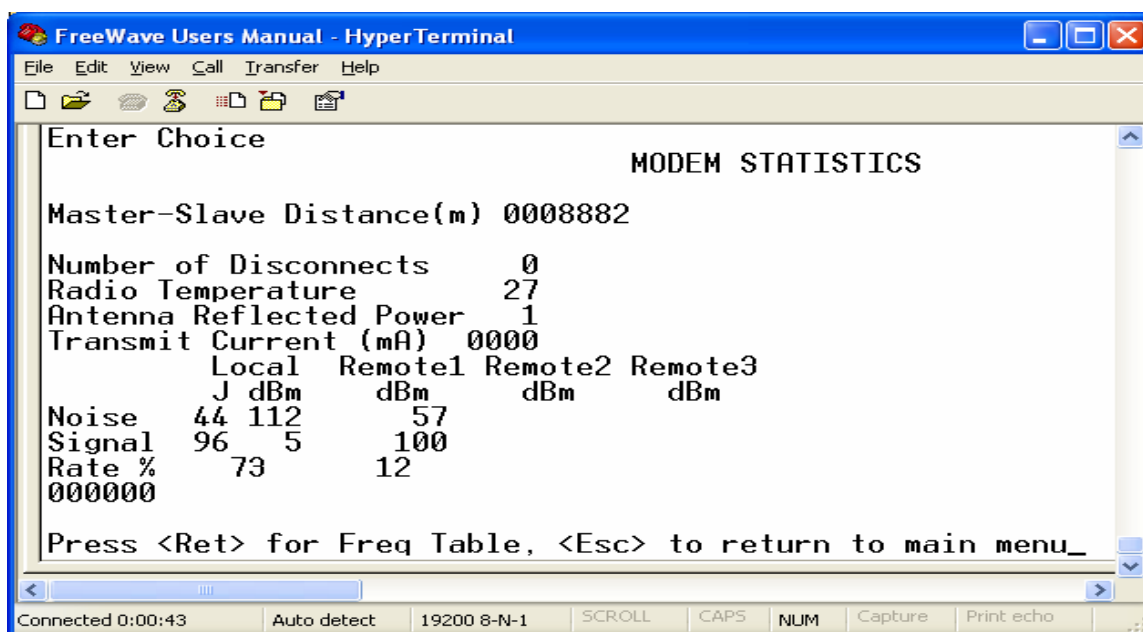 FreeWave Users Manual - HyperTerminal
File Edit View Call Transfer Help
Enter Choice
MODEM STATISTICS
Master-Slave Distance(m) 0008882
Number of Disconnects 0
Radio Temperature 27
Antenna Reflected Power 1
Transmit Current (mA) 0000
Local Remote1 Remote2 Remote3
J dBm dBm dBm dBm
Noise 44 112 57
Signal 96 5 100
Rate % 73 12
000000
Press <Ret> for Freq Table, <Esc> to return to main menu_
Connected 0:00:43 Auto detect 19200 8-N-1 SCROLL CAPS NUM Capture Print echo